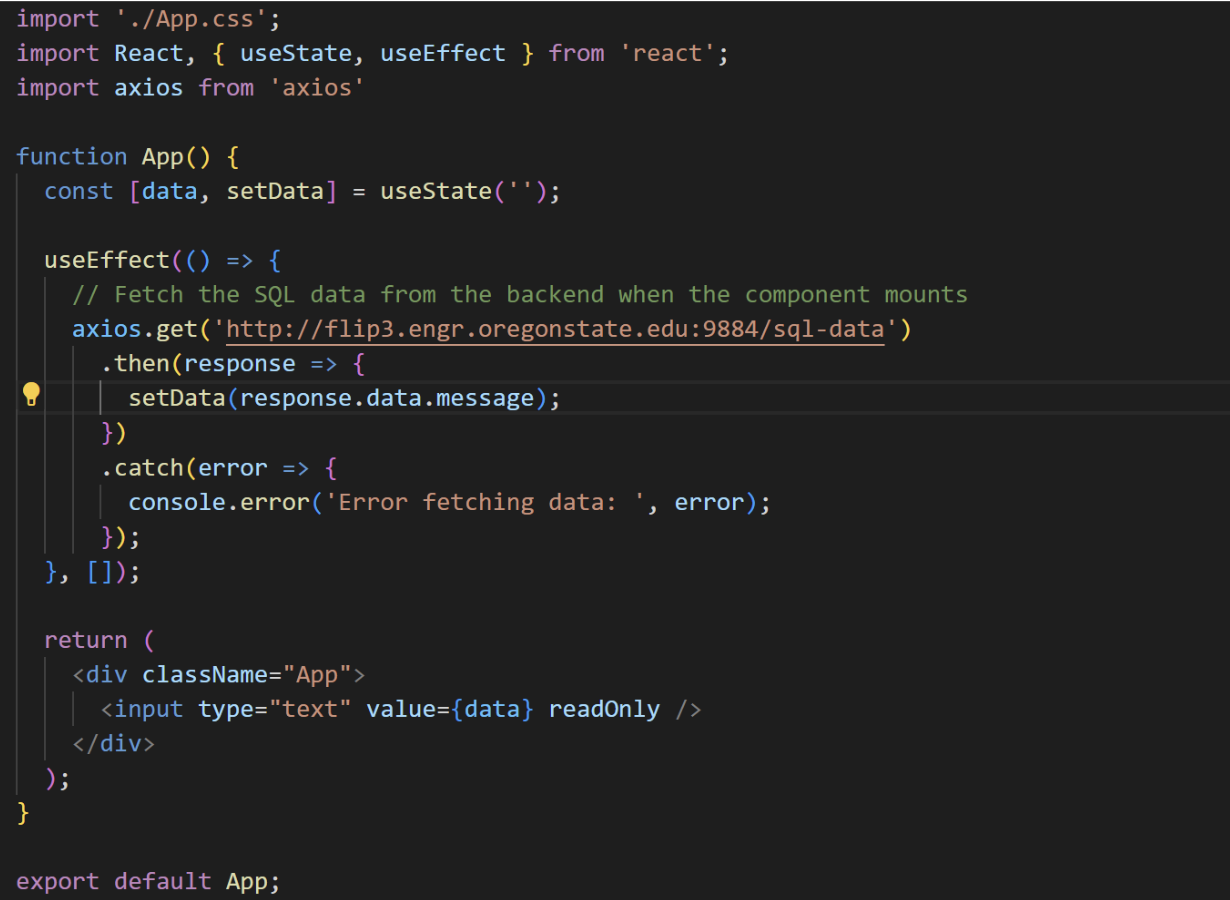 import './App.css';
import React, { useState, useEffect } from 'react';
import axios from 'axios'

function App() {
  const [data, setData] = useState('');

  useEffect(() => {
    // Fetch the SQL data from the backend when the component mounts
    axios.get('http://flip3.engr.oregonstate.edu:9884/sql-data')
      .then(response => {
        setData(response.data.message);
      })
      .catch(error => {
        console.error('Error fetching data: ', error);
      });
  }, []);

  return (
    <div className="App">
      <input type="text" value={data} readOnly />
    </div>
  );
}

export default App;